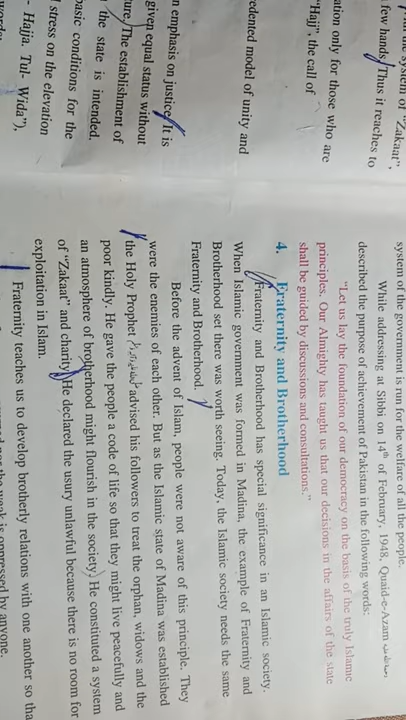 f the system of "Zakaat",
few hands. Thus it reaches to
ation only for those who are
"Hajj", the call of
edented model of unity and
n emphasis on justice. It is
given equal status without
ure. The establishment of
the state is intended.
basic conditions for the
stress on the elevation
- Hajja. Tul- Wida"),
words:
system of the government is run for the welfare of all the people.
While addressing at Sibbi on 14th of February, 1948, Quaid-e-Azam
described the purpose of achievement of Pakistan in the following words:
"Let us lay the foundation of our democracy on the basis of the truly Islamic
principles. Our Almighty has taught us that our decisions in the affairs of the state
shall be guided by discussions and consultations."
4. Fraternity and Brotherhood
Fraternity and Brotherhood has special significance in an Islamic society.
When Islamic government was formed in Madina, the example of Fraternity and
Brotherhood set there was worth seeing. Today, the Islamic society needs the same
Fraternity and Brotherhood.
Before the advent of Islam, people were not aware of this principle. They
were the enemies of each other. But as the Islamic state of Madina was established
the Holy Prophet advised his followers to treat the orphan, widows and the
poor kindly. He gave the people a code of life so that they might live peacefully and
an atmosphere of brotherhood might flourish in the society. He constituted a system
of "Zakaat" and charity. He declared the usury unlawful because there is no room for
exploitation in Islam.
Fraternity teaches us to develop brotherly relations with one another so tha
is oppressed by anyone.